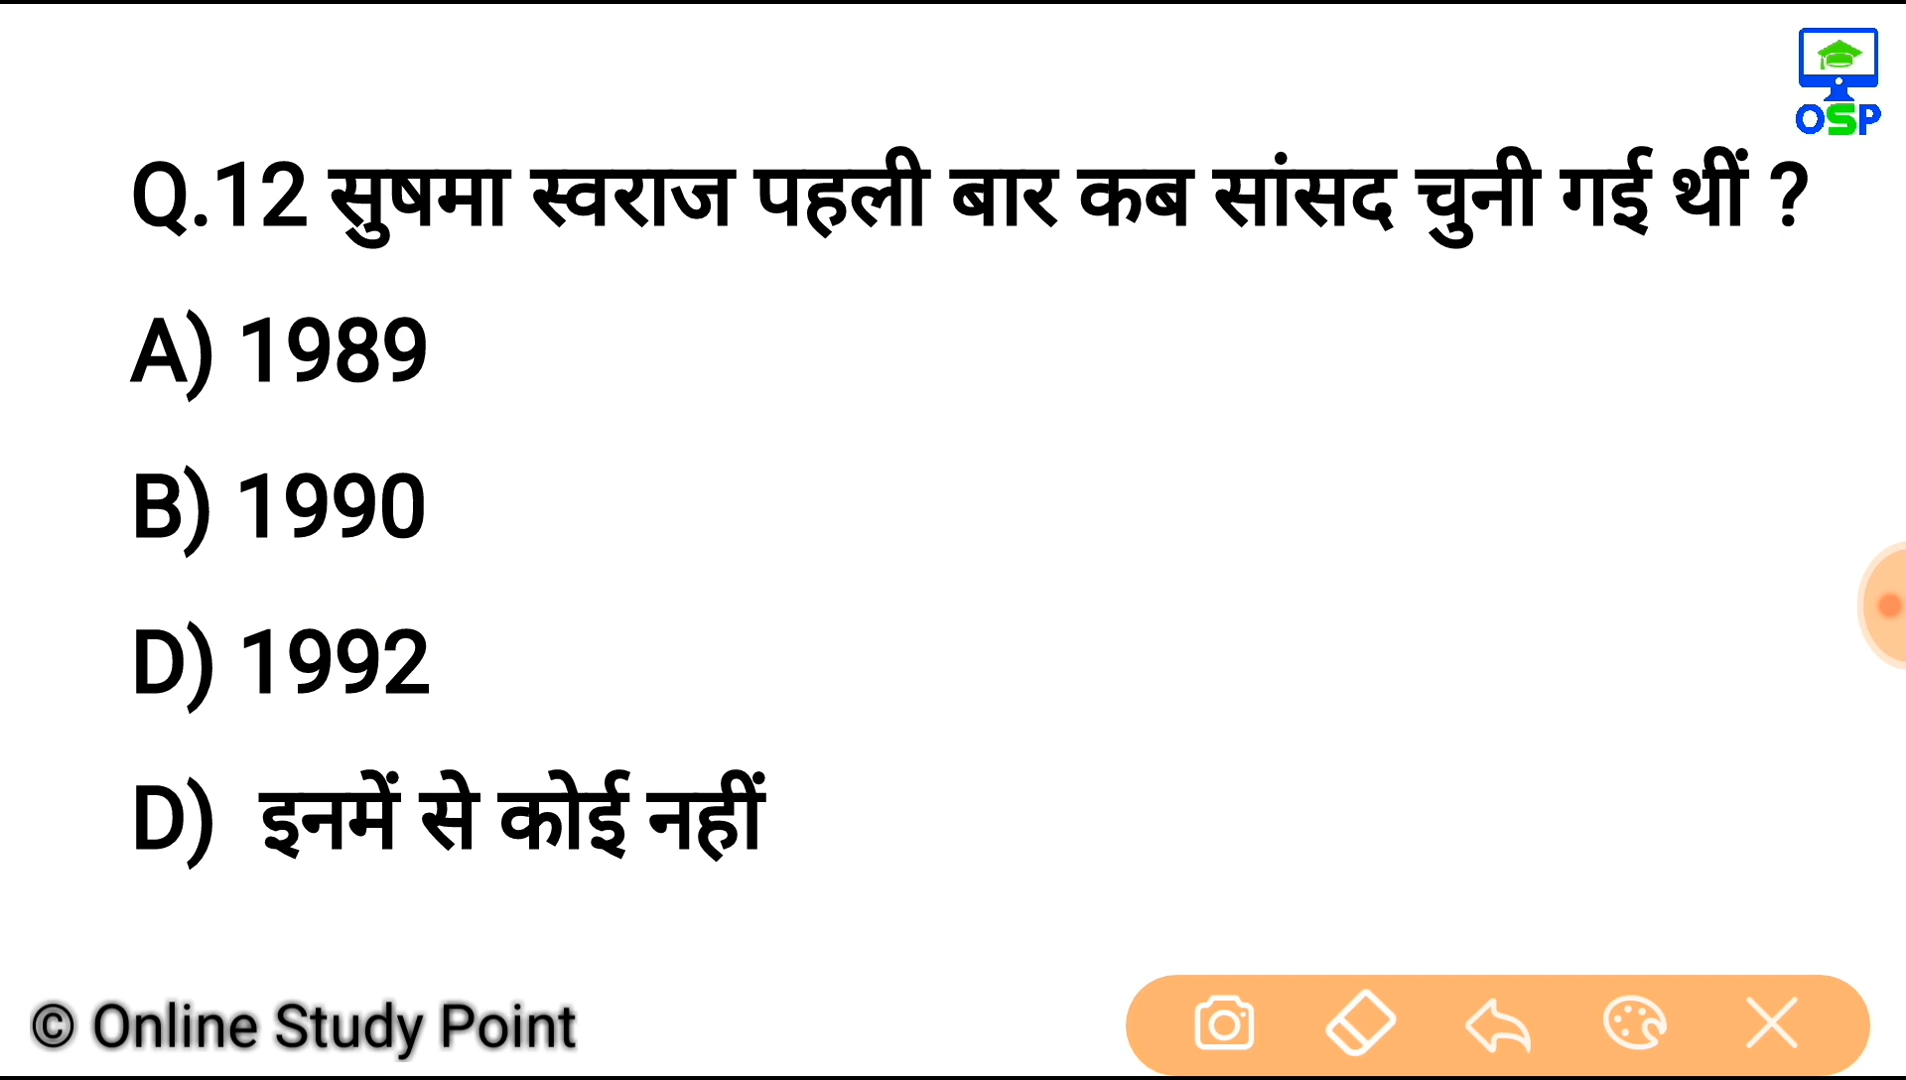 OSP
Q.12 सुषमा स्वराज पहली बार कब सांसद चुनी गई थीं ?
A) 1989
B) 1990
D) 1992
D) इनमें से कोई नहीं
© Online Study Point